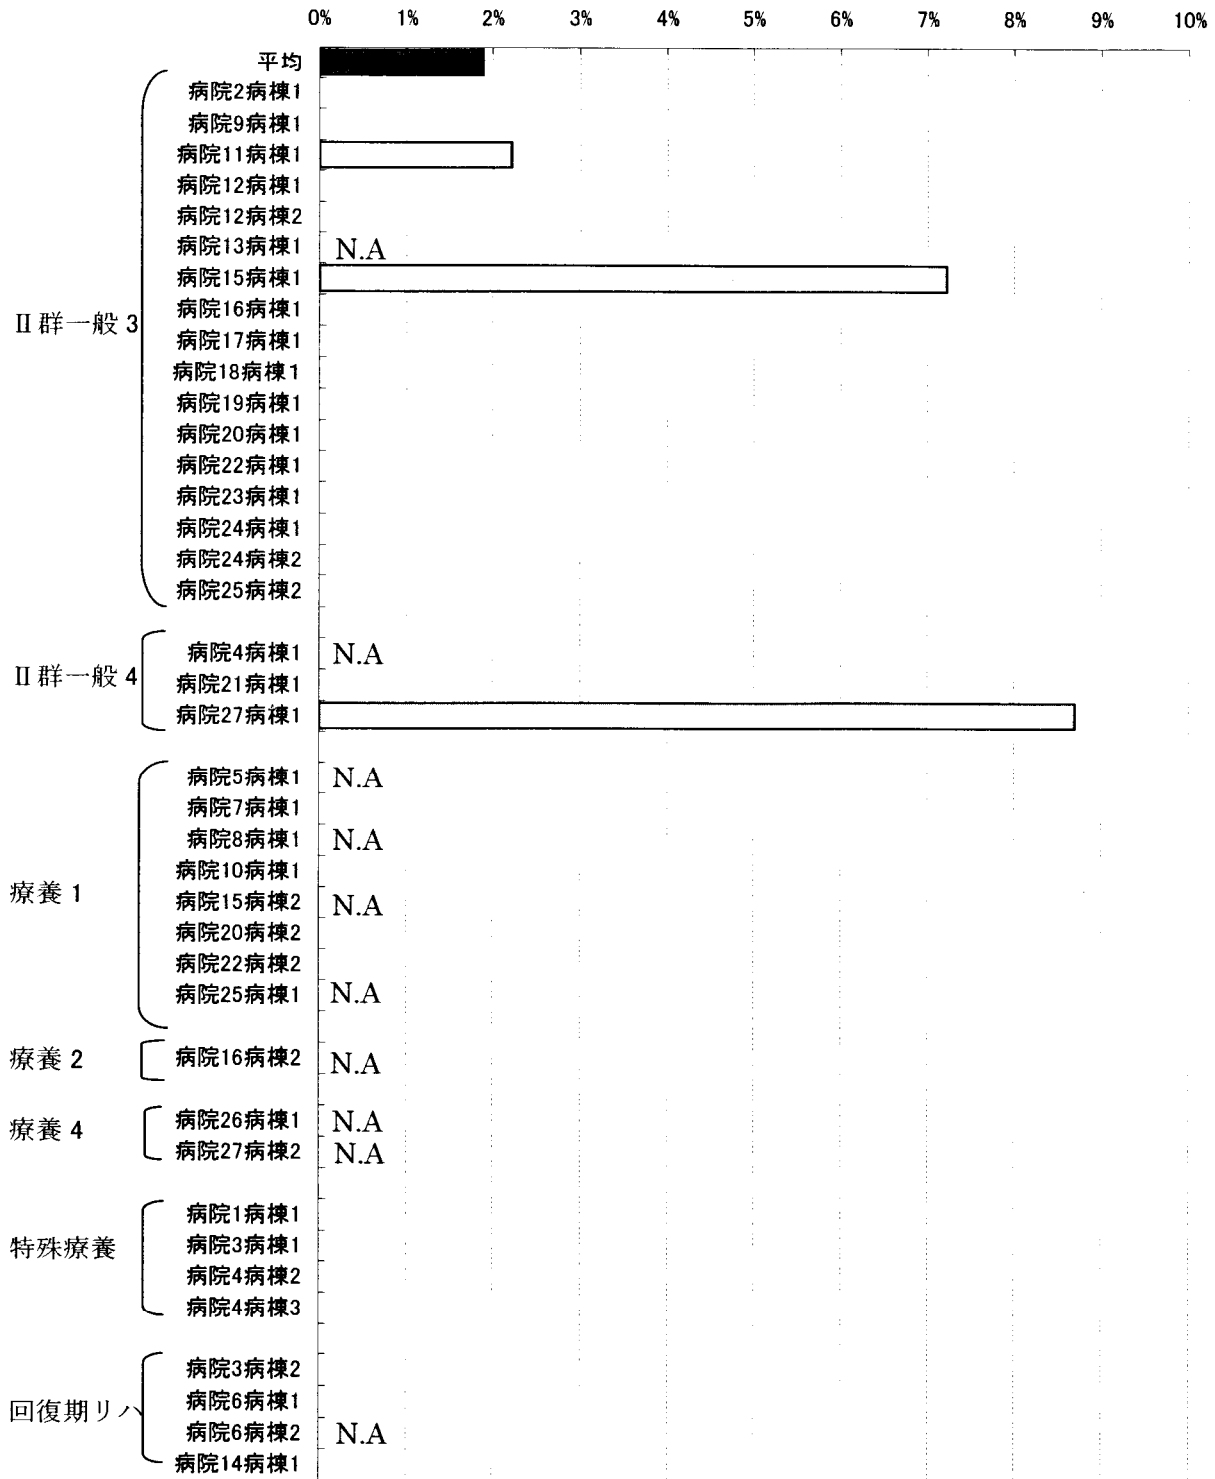 0% 1% 2% 3% 4% 5% 6% 7% 8% 9% 10%
平均
病院2病棟1
病院9病棟1
病院11病棟1
病院12病棟1
病院12病棟2
病院13病棟1 N.A
病院15病棟1
病院16病棟1
Ⅱ群一般3
病院17病棟1
病院18病棟1
病院19病棟1
病院20病棟1
病院22病棟1
病院23病棟1
病院24病棟1
病院24病棟2
病院25病棟2
病院4病棟1 N.A
Ⅱ群一般4
病院21病棟1
病院27病棟1
病院5病棟1 N.A
病院7病棟1
病院8病棟1 N.A
病院10病棟1
療養1
病院15病棟2 N.A
病院20病棟2
病院22病棟2
病院25病棟1 N.A
療養2
病院16病棟2 N.A
病院26病棟1 N.A
療養4
病院27病棟2 N.A
病院1病棟1
特殊療養
病院3病棟1
病院4病棟2
病院4病棟3
病院3病棟2
病院6病棟1
回復期リハ
病院6病棟2 N.A
病院14病棟1